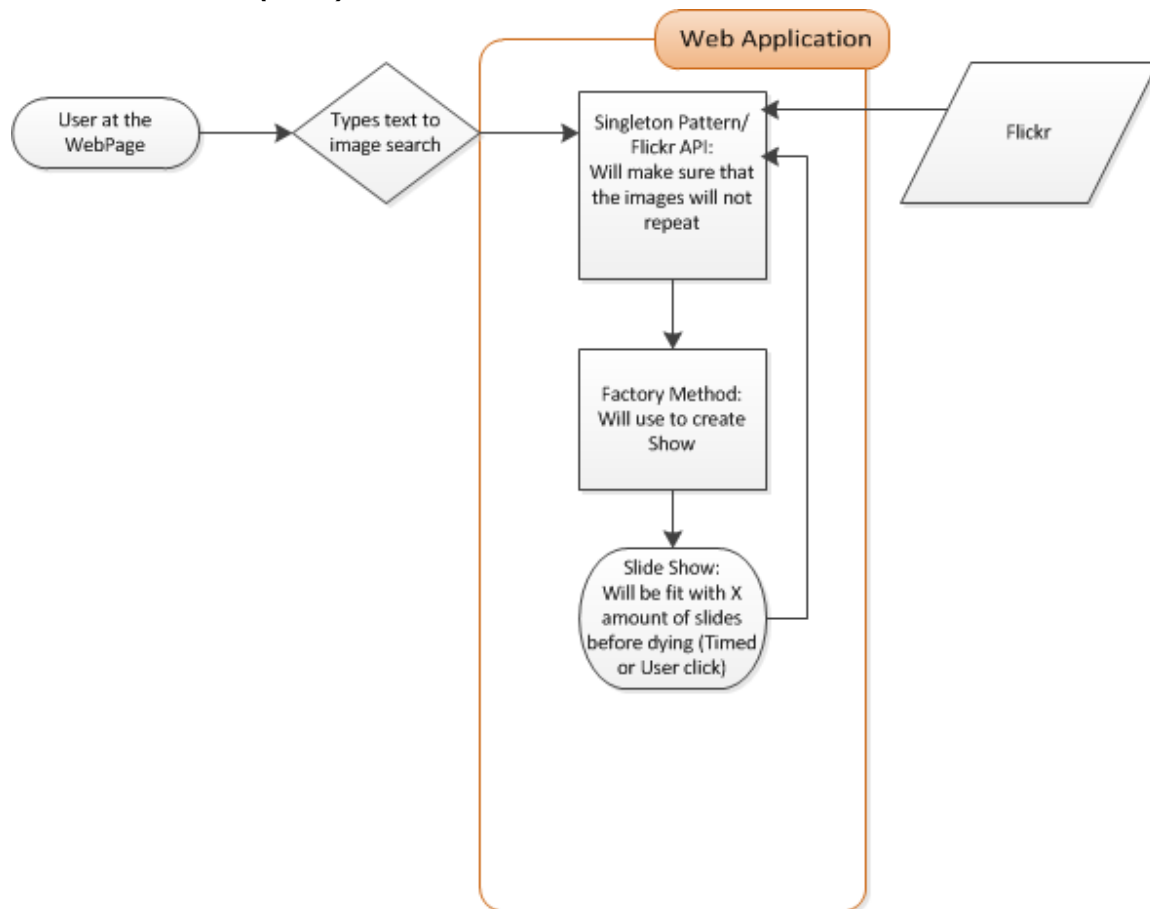 Web Application
User at the
WebPage
Types text to
image search
Singleton Pattern/
Flickr API:
Will make sure that
the images will not
repeat
Flickr
Factory Method:
Will use to create
Show
Slide Show:
Will be fit with X
amount of slides
before dying (Timed
or User click)